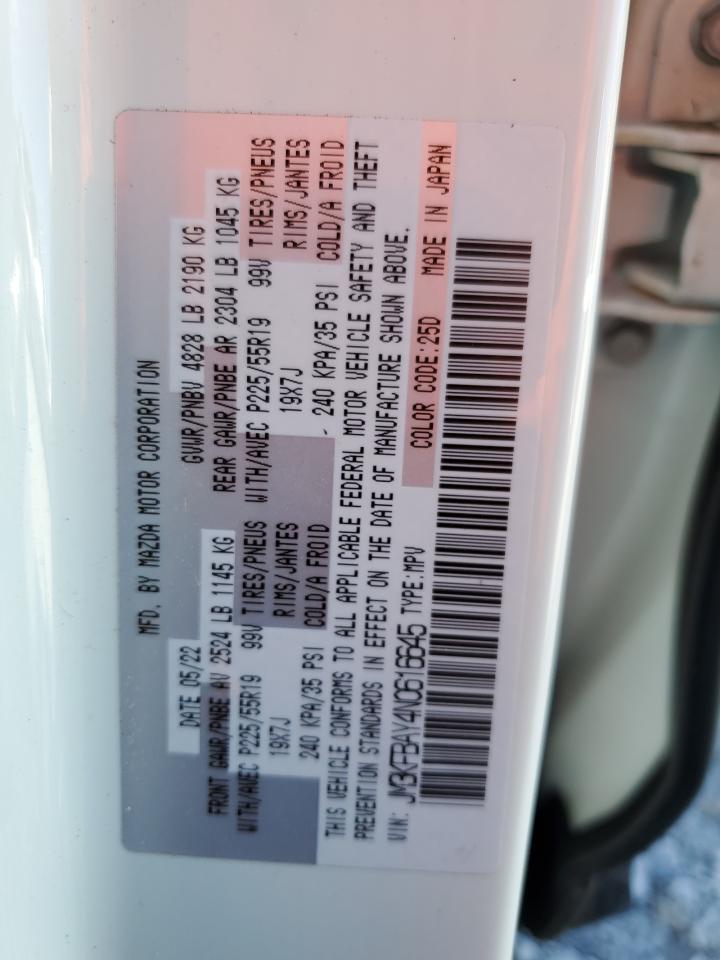 MFD. BY MAZDA MOTOR CORPORATION
DATE 05/22 GVWR/PNBV 4828 LB 2190 KG
FRONT GAWR/PNBE AV 2524 LB 1145 KG REAR GAWR/PNBE AR 2304 LB 1045 KG
WITH/AVEC P225/55R19 99V TIRES/PNEUS WITH/AVEC P225/55R19 99V TIRES/PNEUS
19X7J RIMS/JANTES 19X7J RIMS/JANTES
240 KPA/35 PSI COLD/A FROID - 240 KPA/35 PSI COLD/A FROID
THIS VEHICLE CONFORMS TO ALL APPLICABLE FEDERAL MOTOR VEHICLE SAFETY AND THEFT
PREVENTION STANDARDS IN EFFECT ON THE DATE OF MANUFACTURE SHOWN ABOVE.
VIN: JM3KFBAY4N0616645 TYPE:MPV COLOR CODE:25D MADE IN JAPAN